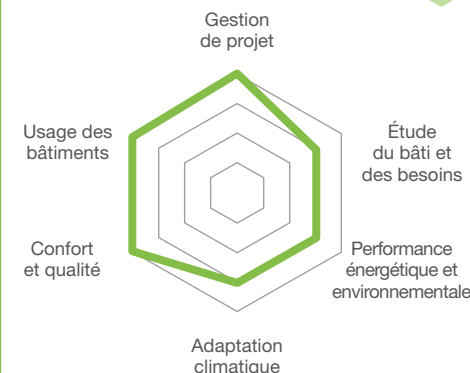 Gestion
de projet
Usage des
bâtiments
Étude
du bâti et
des besoins
Confort
et qualité
Performance
énergétique et
environnementale
Adaptation
climatique